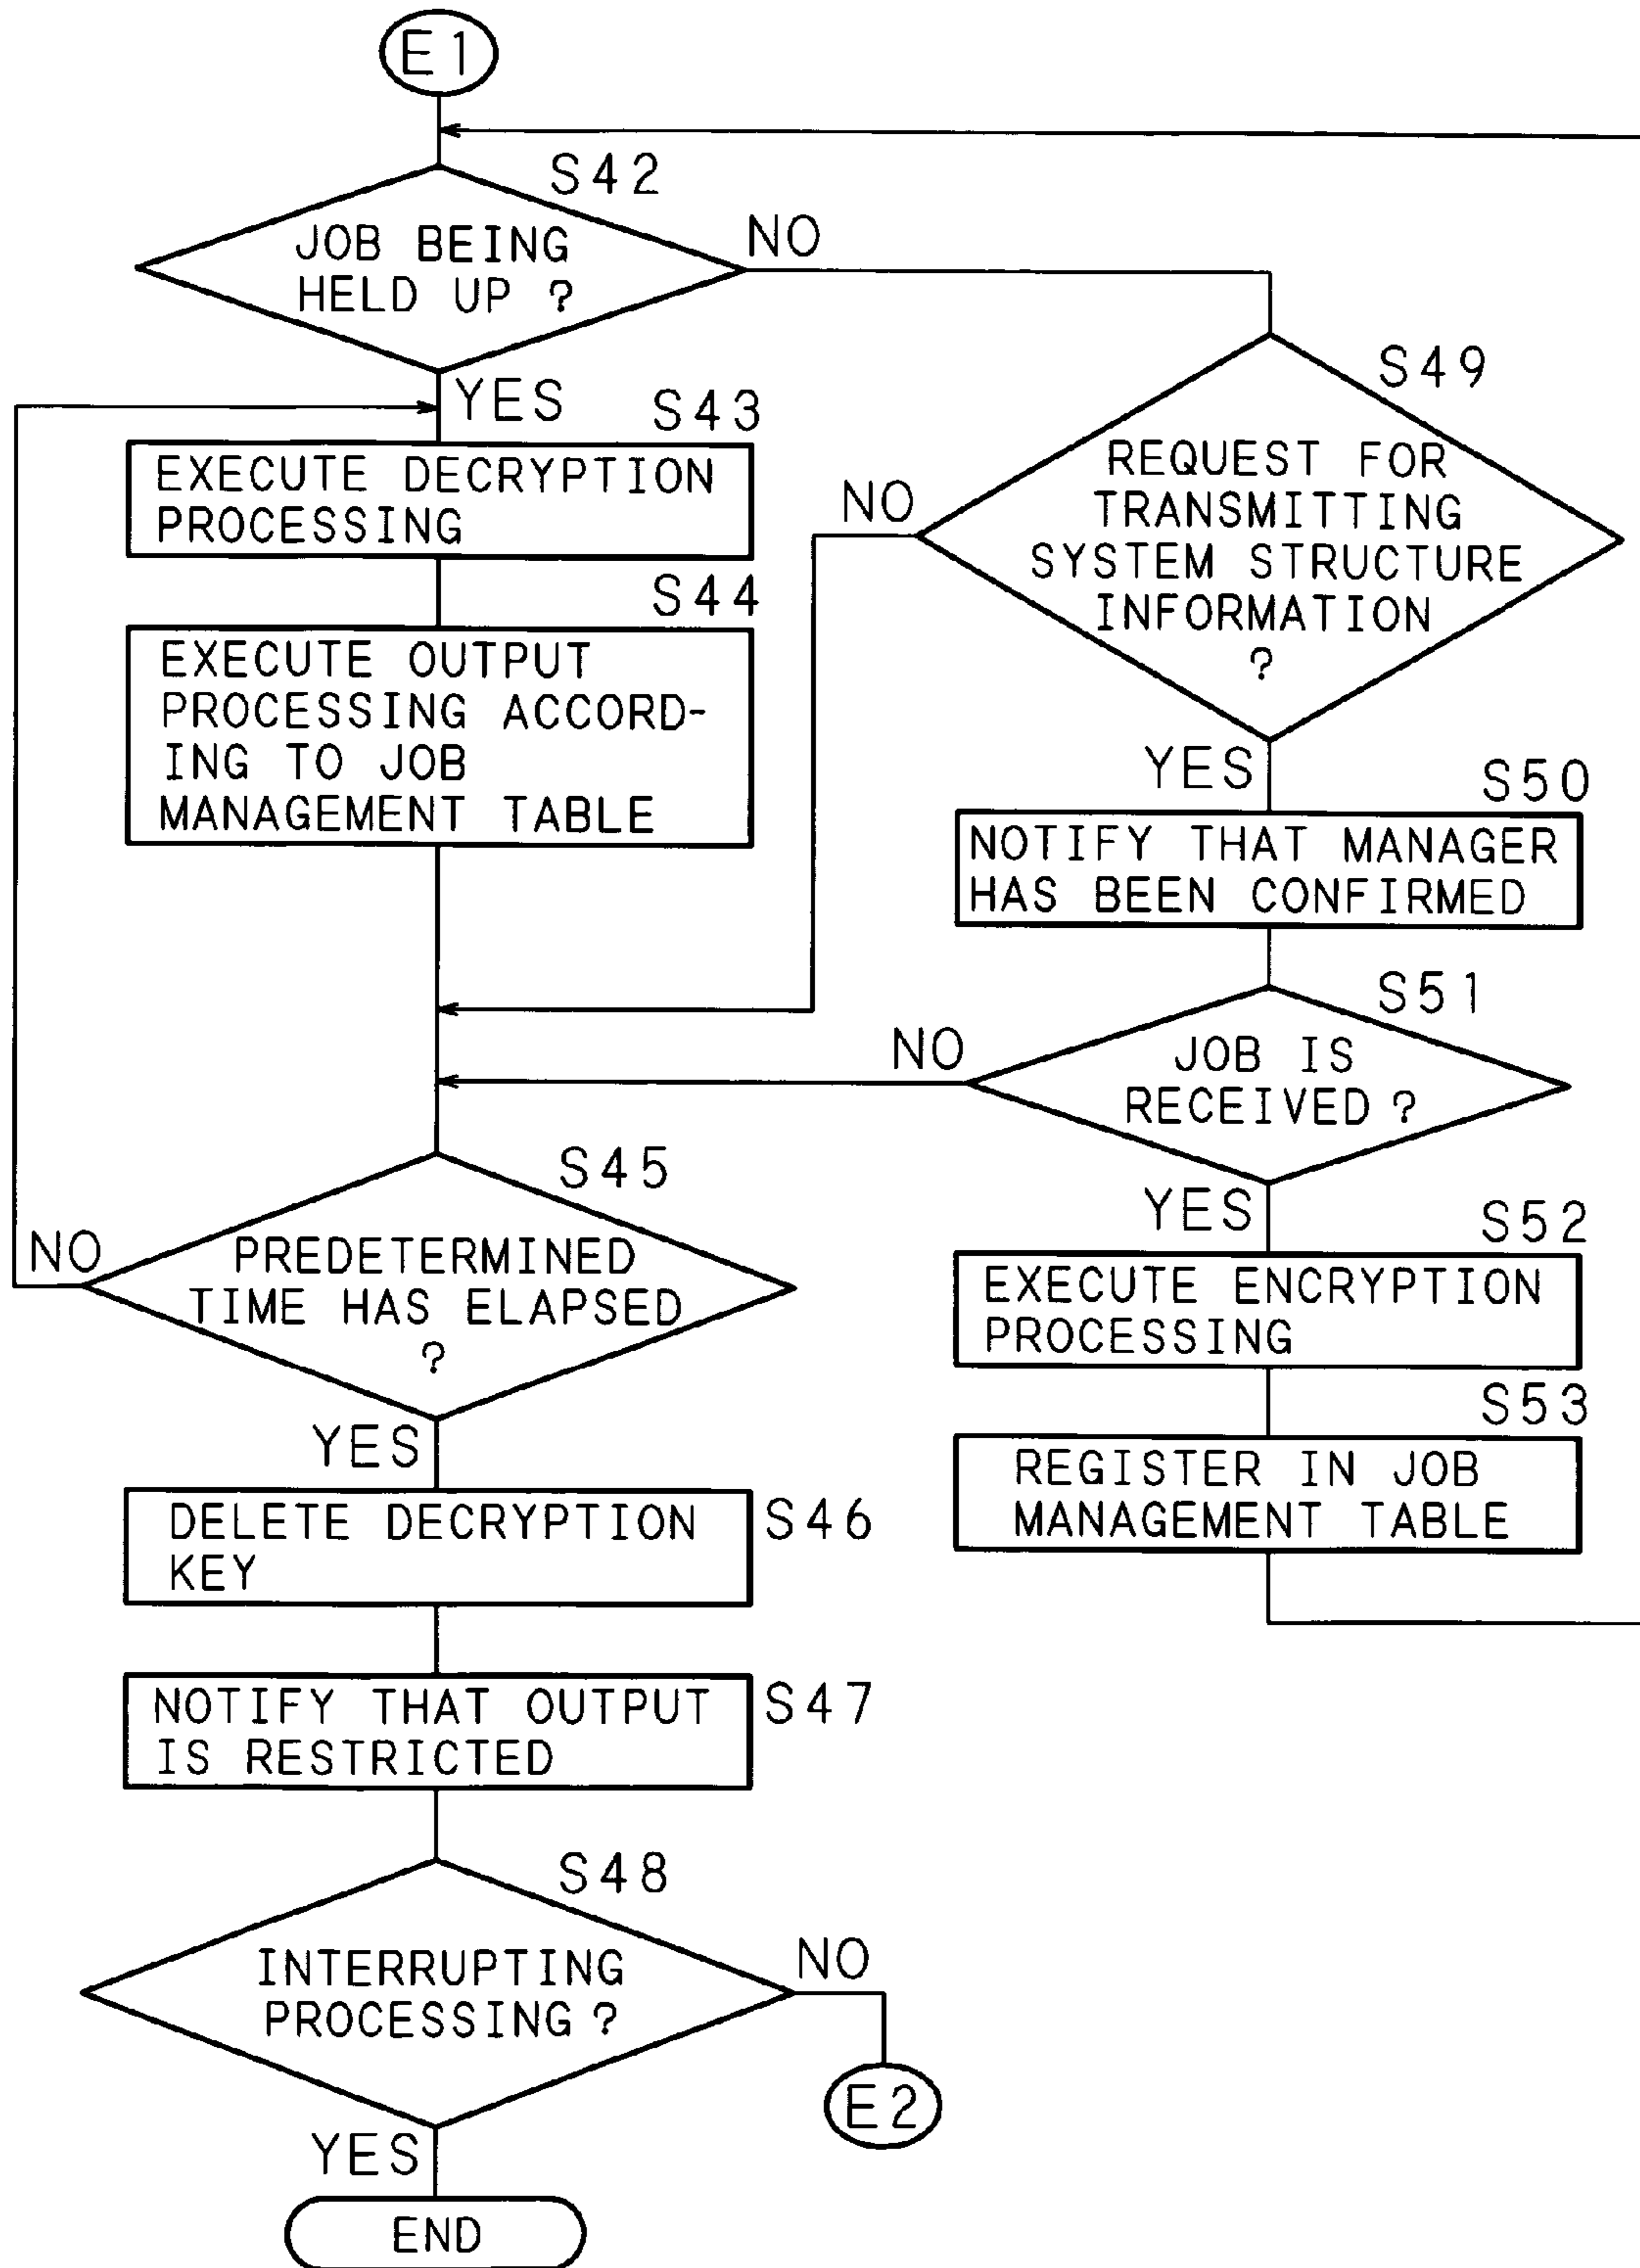 E1
S42
JOB BEING
HELD UP ?
NO
YES
S43
EXECUTE DECRYPTION
PROCESSING
S44
EXECUTE OUTPUT
PROCESSING ACCORD-
ING TO JOB
MANAGEMENT TABLE
S49
REQUEST FOR
TRANSMITTING
SYSTEM STRUCTURE
INFORMATION
?
NO
YES
S50
NOTIFY THAT MANAGER
HAS BEEN CONFIRMED
S51
JOB IS
RECEIVED ?
NO
YES
S52
EXECUTE ENCRYPTION
PROCESSING
S53
REGISTER IN JOB
MANAGEMENT TABLE
S45
PREDETERMINED
TIME HAS ELAPSED
?
NO
YES
DELETE DECRYPTION
KEY
S46
NOTIFY THAT OUTPUT
IS RESTRICTED
S47
S48
INTERRUPTING
PROCESSING ?
NO
E2
YES
END